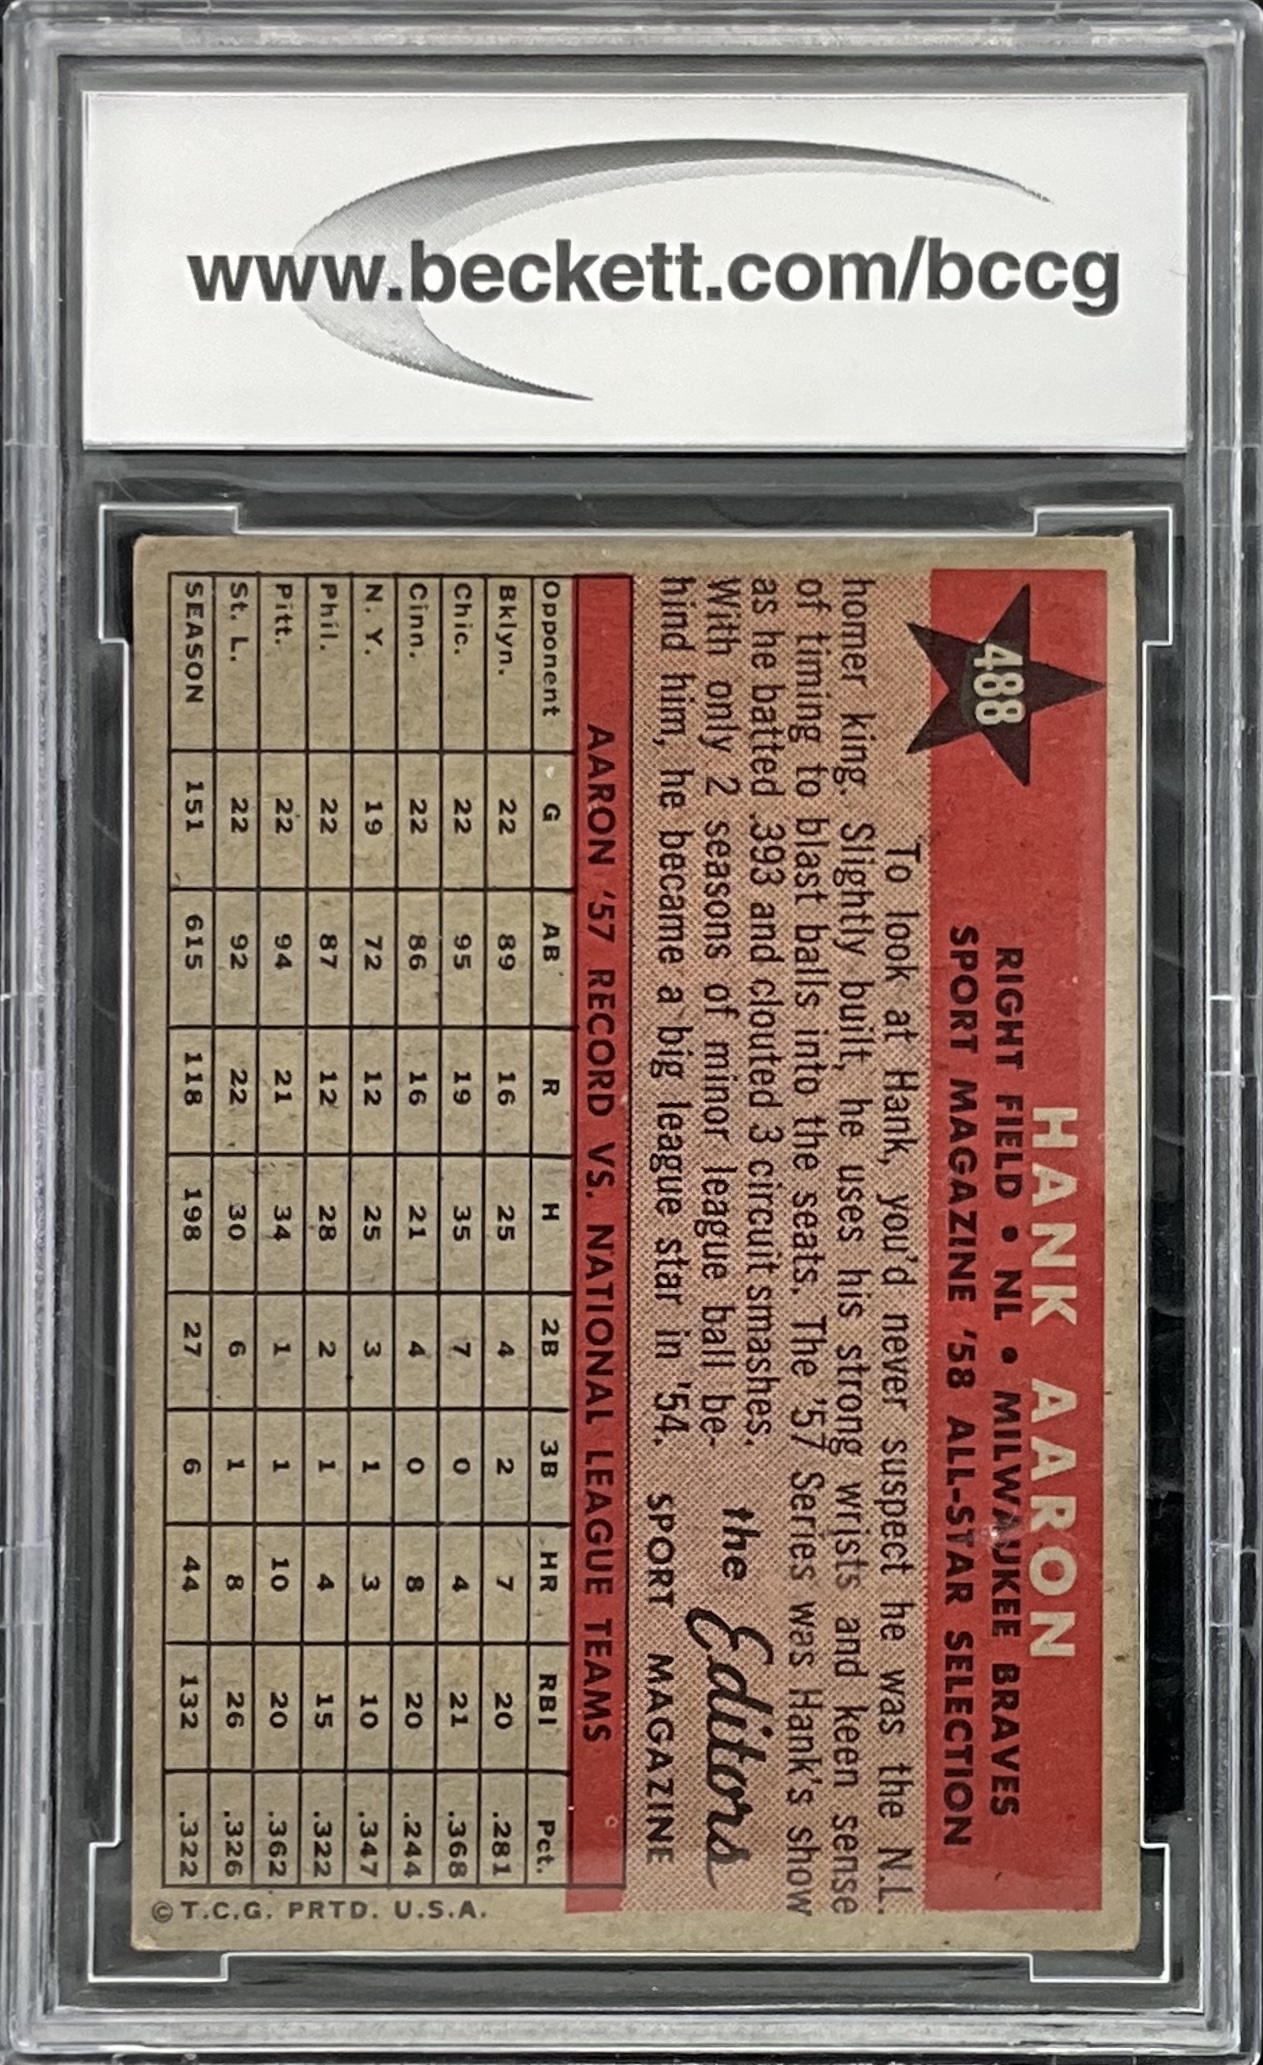 www.beckett.com/bccg
488
HANK AARON
RIGHT FIELD • NL • MILWAUKEE BRAVES
SPORT MAGAZINE '58 ALL-STAR SELECTION
To look at Hank, you'd never suspect he was the N.L.
homer king. Slightly built, he uses his strong wrists and keen sense
of timing to blast balls into the seats. The '57 Series was Hank's show
as he batted .393 and clouted 3 circuit smashes.
With only 2 seasons of minor league ball be-
hind him, he became a big league star in '54.
the Editors
SPORT MAGAZINE
AARON '57 RECORD VS. NATIONAL LEAGUE TEAMS
Opponent G AB R H 2B 3B HR RBI Pct.
Bklyn. 22 89 16 25 4 2 7 20 .281
Chic. 22 95 19 35 7 0 4 21 .368
Cinn. 22 86 16 21 4 0 8 20 .244
N. Y. 19 72 12 25 3 1 3 10 .347
Phil. 22 87 12 28 2 1 4 15 .322
Pitt. 22 94 21 34 1 1 10 20 .362
St. L. 22 92 22 30 6 1 8 26 .326
SEASON 151 615 118 198 27 6 44 132 .322
© T.C.G. PRTD. U.S.A.